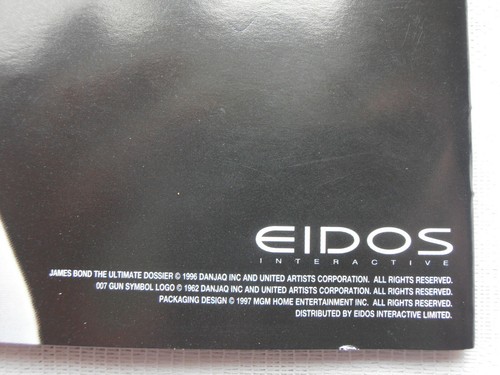 EIDOS
INTERACTIVE
JAMES BOND THE ULTIMATE DOSSIER © 1996 DANJAQ INC AND UNITED ARTISTS CORPORATION. ALL RIGHTS RESERVED.
007 GUN SYMBOL LOGO © 1962 DANJAQ INC AND UNITED ARTISTS CORPORATION. ALL RIGHTS RESERVED.
PACKAGING DESIGN © 1997 MGM HOME ENTERTAINMENT INC. ALL RIGHTS RESERVED.
DISTRIBUTED BY EIDOS INTERACTIVE LIMITED.